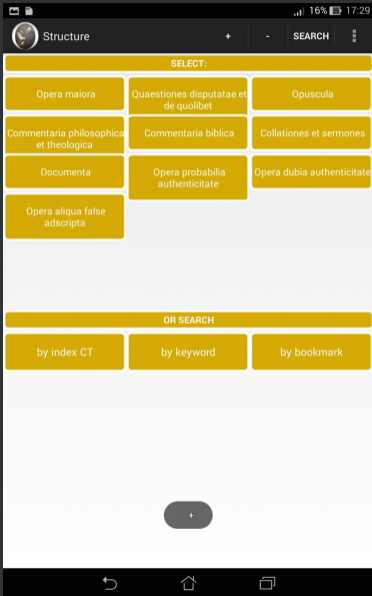 16% 17:29
Structure + - SEARCH
SELECT:
Opera maiora
Quaestiones disputatae et
de quolibet
Opuscula
Commentaria philosophica
et theologica
Commentaria biblica
Collationes et sermones
Documenta
Opera probabilia
authenticitate
Opera dubia authenticitate
Opera aliqua false
adscripta
OR SEARCH
by index CT
by keyword
by bookmark
+